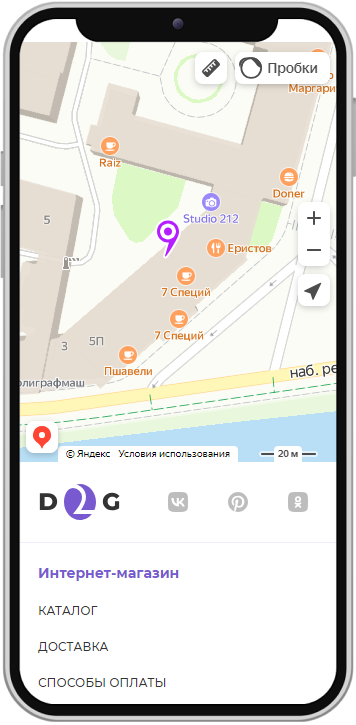 Пробки
Маргари
Raiz
Doner
Studio 212
5
Еристов
7 Специй
7 Специй
5П
3
Пшавели
наб. ре
олиграфмаш
© Яндекс Условия использования
20 м
D2G
Интернет-магазин
КАТАЛОГ
ДОСТАВКА
СПОСОБЫ ОПЛАТЫ